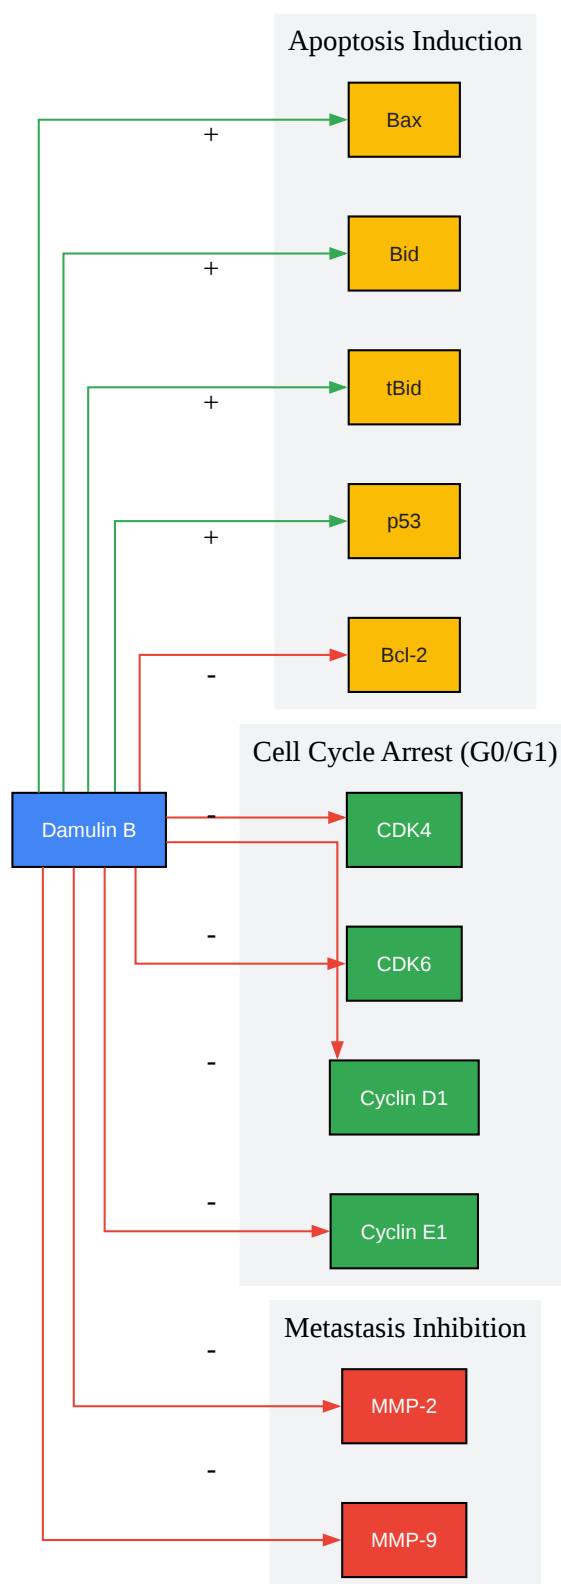 Apoptosis Induction
Bax
+
Bid
+
tBid
+
p53
+
Bcl-2
-
Cell Cycle Arrest (G0/G1)
Damulin B
-
CDK4
-
CDK6
-
Cyclin D1
-
Cyclin E1
Metastasis Inhibition
-
MMP-2
-
MMP-9